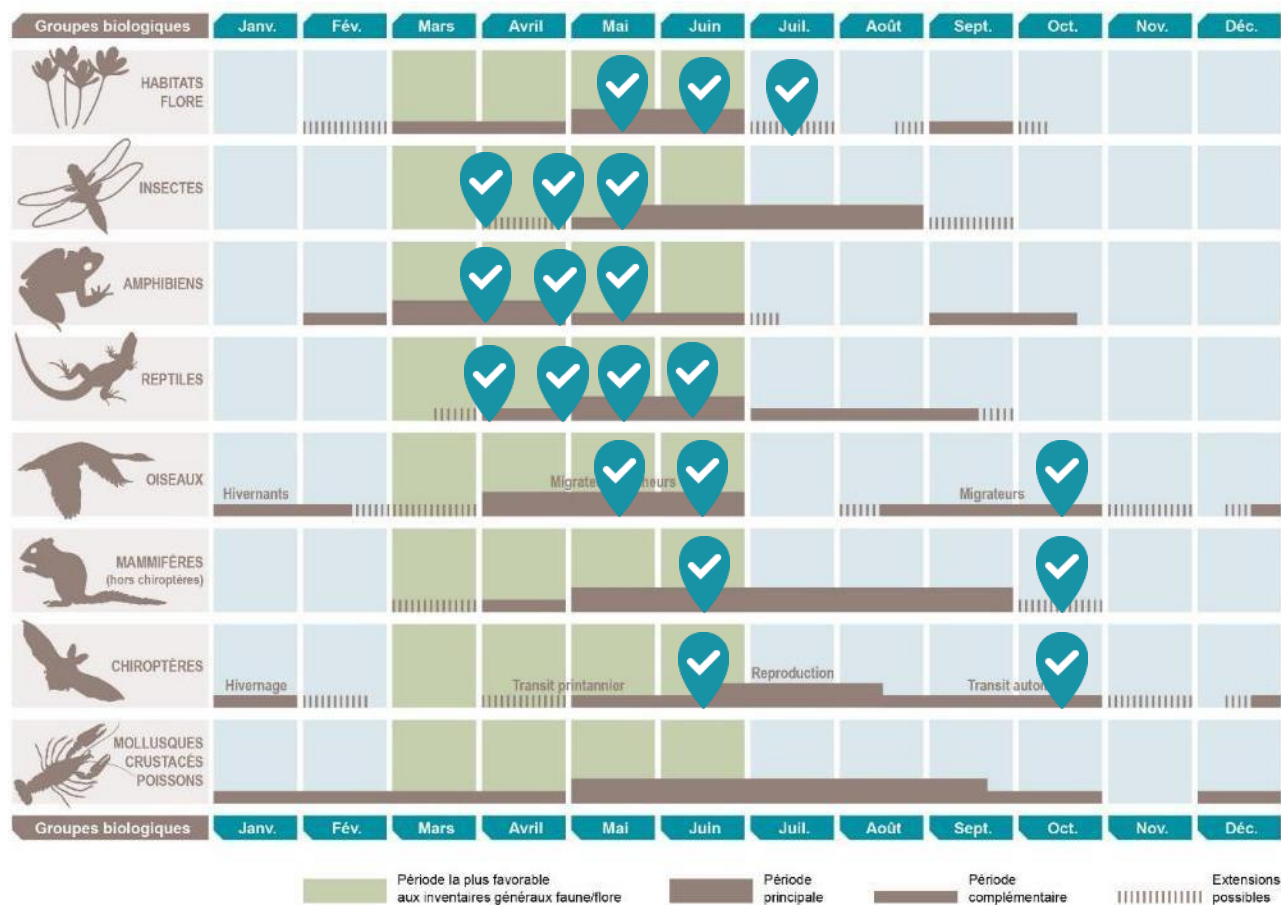 Groupes biologiques Janv. Fév. Mars Avril Mai Juin Juil. Août Sept. Oct. Nov. Déc.
HABITATS
FLORE
INSECTES
AMPHIBIENS
REPTILES
OISEAUX
Hivernants
Migrateurs
MAMMIFÈRES
(hors chiroptères)
CHIROPTÈRES
Hivernage
Transit printannier
Reproduction
Transit
MOLLUSQUES
CRUSTACÉS
POISSONS
Groupes biologiques Janv. Fév. Mars Avril Mai Juin Juil. Août Sept. Oct. Nov. Déc.
Période la plus favorable
aux inventaires généraux faune/flore
Période
principale
Période
complémentaire
Extensions
possibles